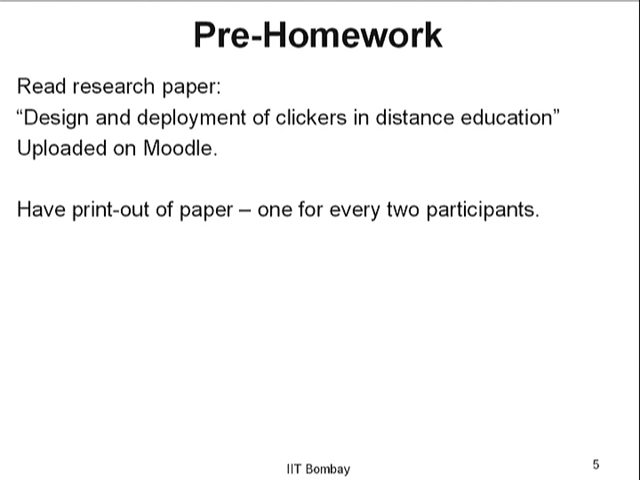 Pre-Homework
Read research paper:
“Design and deployment of clickers in distance education”
Uploaded on Moodle.
Have print-out of paper – one for every two participants.
IIT Bombay
5